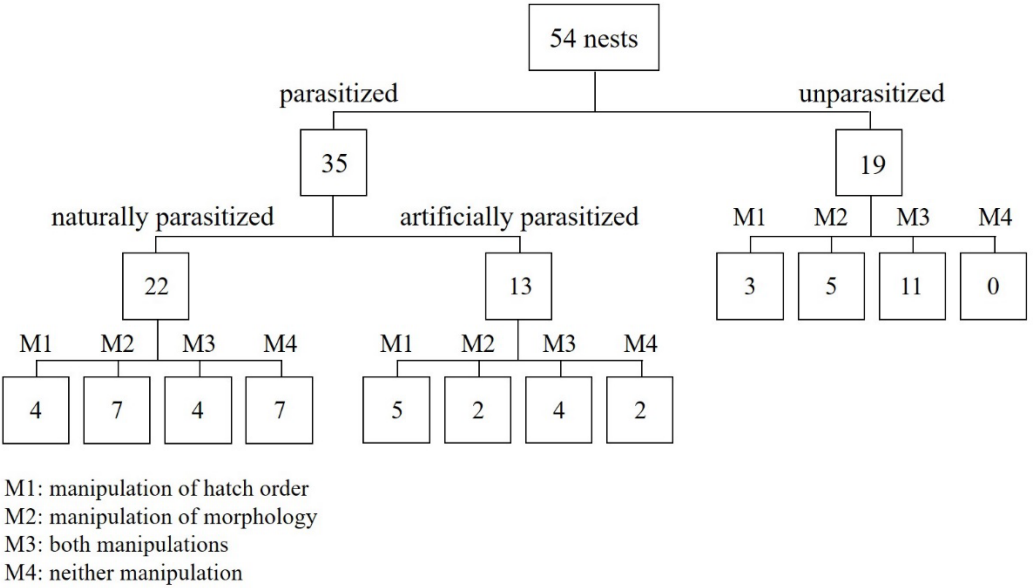 54 nests
parasitized unparasitized
35 19
naturally parasitized artificially parasitized M1 M2 M3 M4
22 13 3 5 11 0
M1 M2 M3 M4 M1 M2 M3 M4
4 7 4 7 5 2 4 2
M1: manipulation of hatch order
M2: manipulation of morphology
M3: both manipulations
M4: neither manipulation